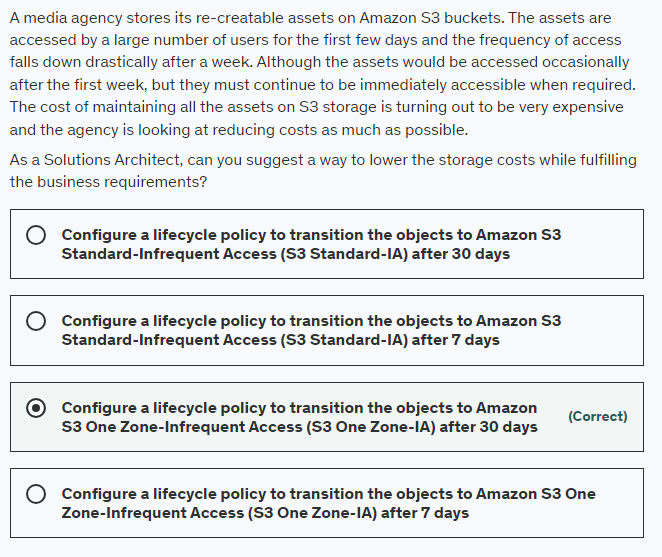 A media agency stores its re-creatable assets on Amazon S3 buckets. The assets are
accessed by a large number of users for the first few days and the frequency of access
falls down drastically after a week. Although the assets would be accessed occasionally
after the first week, but they must continue to be immediately accessible when required.
The cost of maintaining all the assets on S3 storage is turning out to be very expensive
and the agency is looking at reducing costs as much as possible.
As a Solutions Architect, can you suggest a way to lower the storage costs while fulfilling
the business requirements?
Configure a lifecycle policy to transition the objects to Amazon S3
Standard-Infrequent Access (S3 Standard-IA) after 30 days
Configure a lifecycle policy to transition the objects to Amazon S3
Standard-Infrequent Access (S3 Standard-IA) after 7 days
Configure a lifecycle policy to transition the objects to Amazon
S3 One Zone-Infrequent Access (S3 One Zone-IA) after 30 days
(Correct)
Configure a lifecycle policy to transition the objects to Amazon S3 One
Zone-Infrequent Access (S3 One Zone-IA) after 7 days